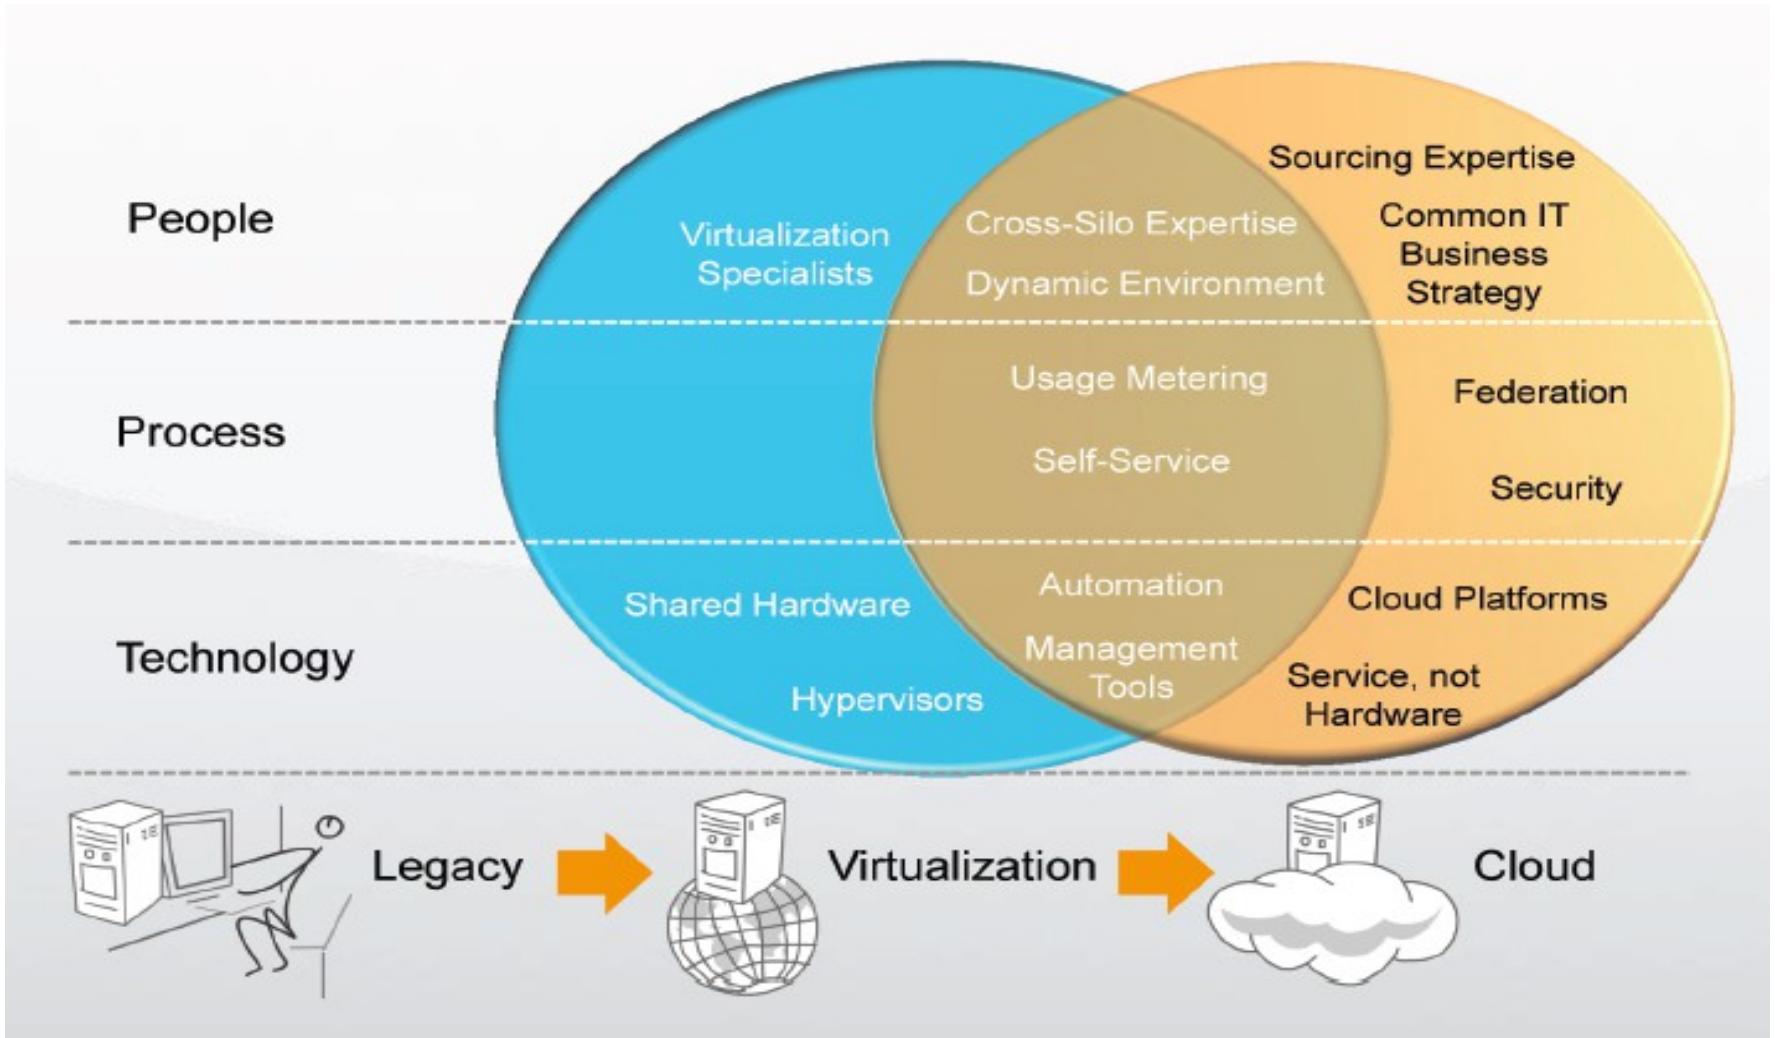 People
Virtualization
Specialists
Cross-Silo Expertise
Dynamic Environment
Sourcing Expertise
Common IT
Business
Strategy
Process
Usage Metering
Self-Service
Federation
Security
Technology
Shared Hardware
Hypervisors
Automation
Management
Tools
Cloud Platforms
Service, not
Hardware
Legacy
Virtualization
Cloud